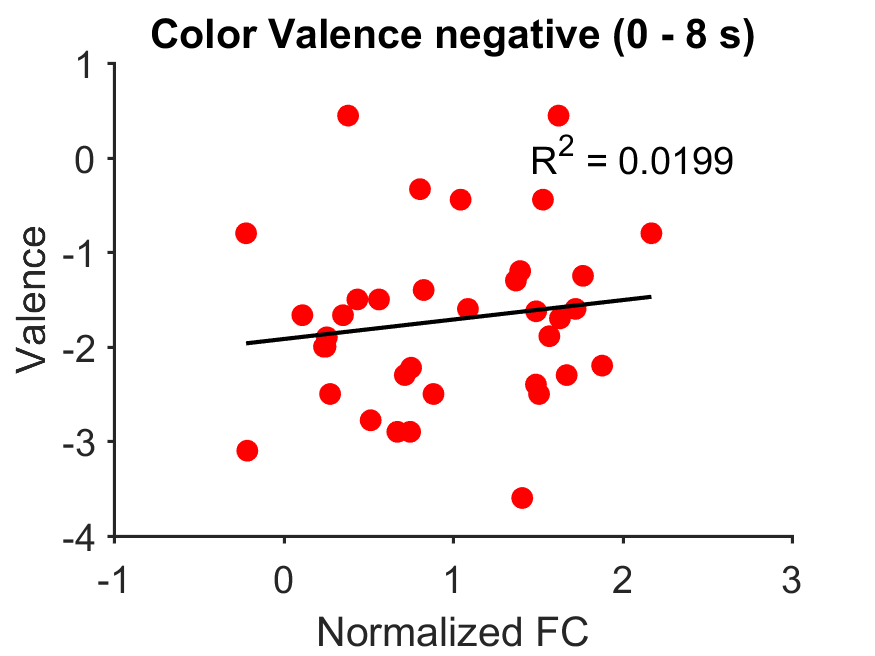 Color Valence negative (0 - 8 s)
1
0
-1
-2
-3
-4
Valence
R² = 0.0199
-1 0 1 2 3
Normalized FC